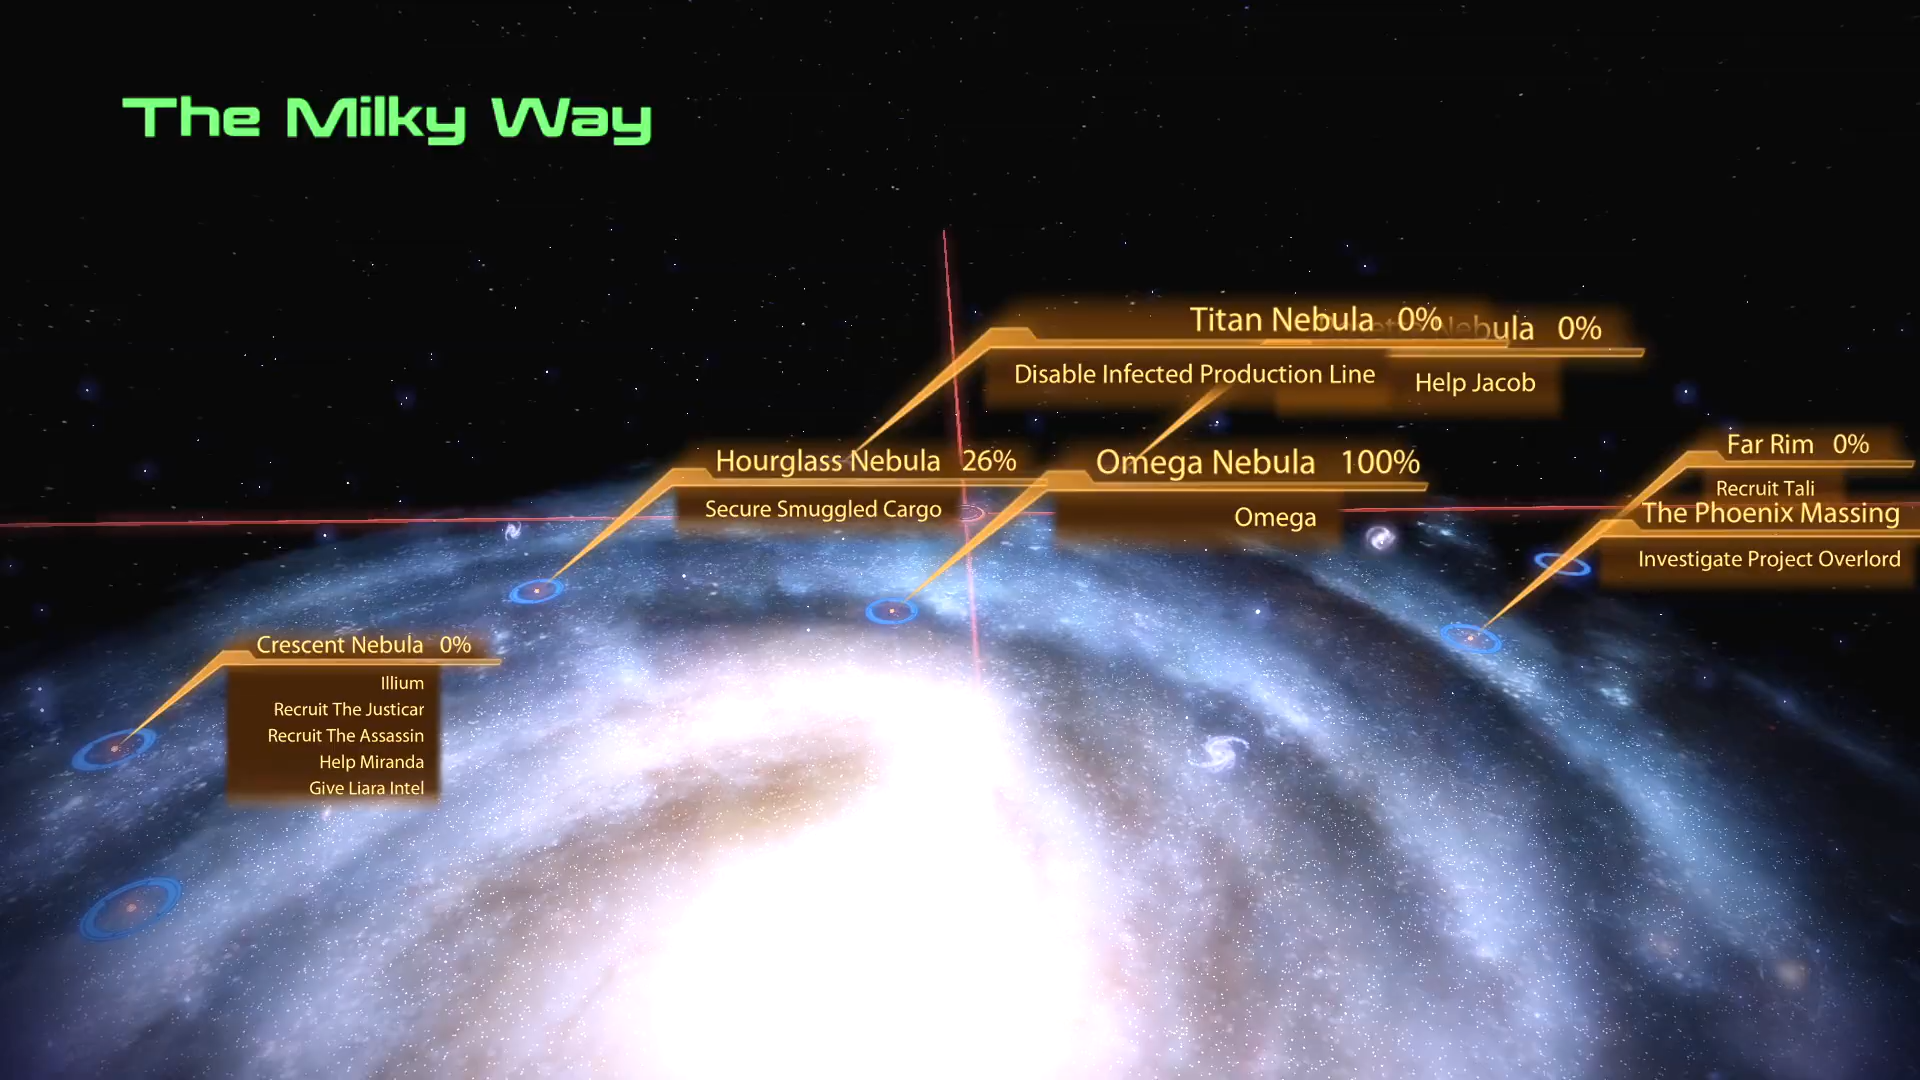 The Milky Way
Titan Nebula 0%
Disable Infected Production Line
Nebula 0%
Help Jacob
Hourglass Nebula 26%
Secure Smuggled Cargo
Omega Nebula 100%
Omega
Far Rim 0%
Recruit Tali
The Phoenix Massing
Investigate Project Overlord
Crescent Nebula 0%
Illium
Recruit The Justicar
Recruit The Assassin
Help Miranda
Give Liara Intel